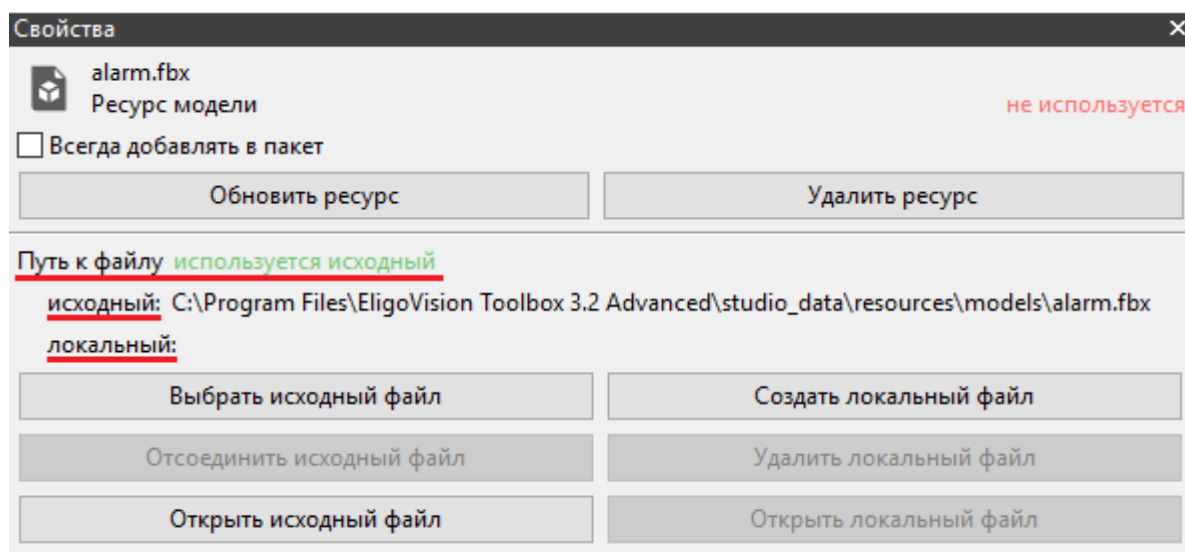 Свойства
alarm.fbx
Ресурс модели не используется
Всегда добавлять в пакет
Обновить ресурс Удалить ресурс
Путь к файлу используется исходный
исходный: C:\Program Files\EligoVision Toolbox 3.2 Advanced\studio_data\resources\models\alarm.fbx
локальный:
Выбрать исходный файл Создать локальный файл
Отсоединить исходный файл Удалить локальный файл
Открыть исходный файл Открыть локальный файл